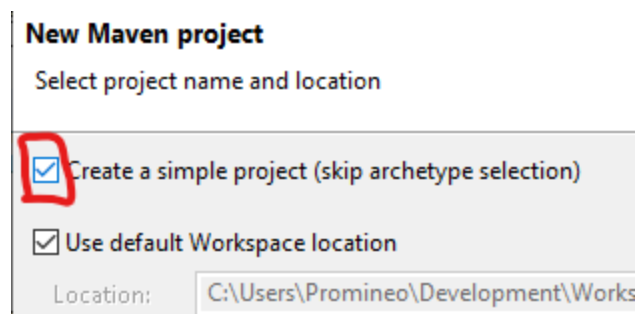 New Maven project
Select project name and location
Create a simple project (skip archetype selection)
Use default Workspace location
Location: C:\Users\Promineo\Development\Works